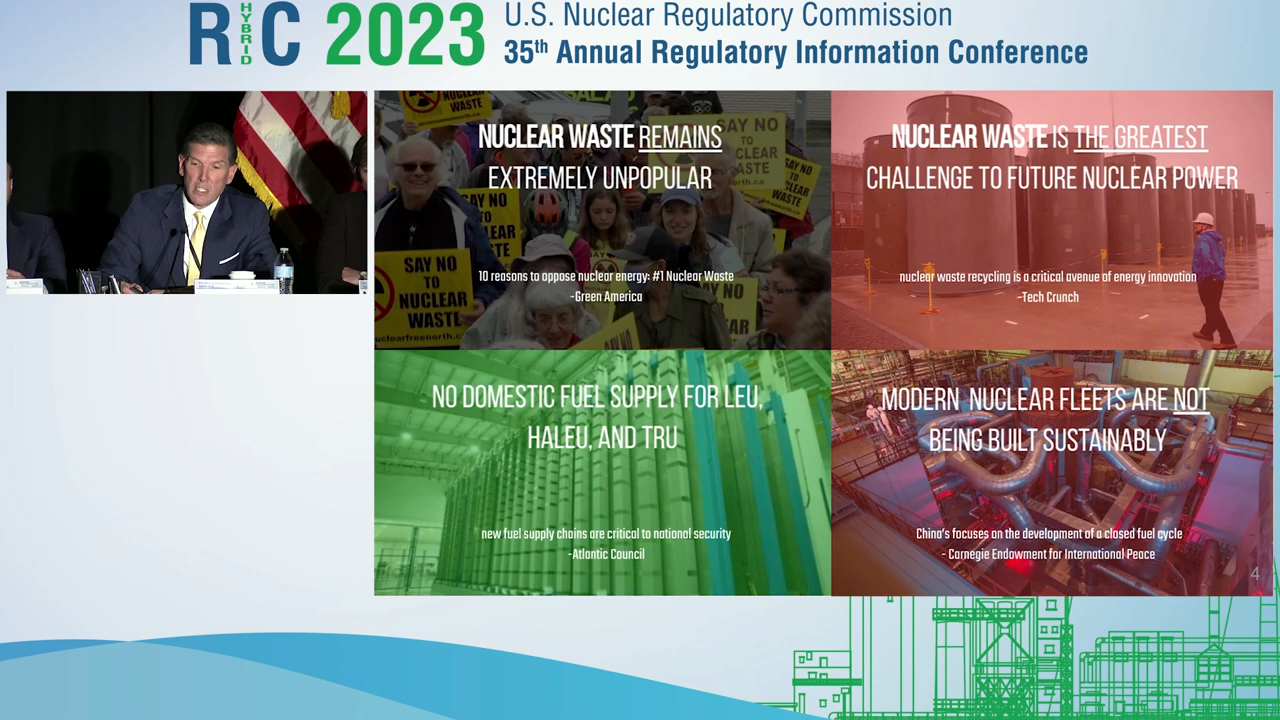 RIC HYBRID 2023
U.S. Nuclear Regulatory Commission
35th Annual Regulatory Information Conference
NUCLEAR WASTE REMAINS
EXTREMELY UNPOPULAR
10 reasons to oppose nuclear energy: #1 Nuclear Waste
-Green America
SAY NO
TO
NUCLEAR
WASTE
nuclearfreenorth.ca
NUCLEAR WASTE IS THE GREATEST
CHALLENGE TO FUTURE NUCLEAR POWER
nuclear waste recycling is a critical avenue of energy innovation
-Tech Crunch
NO DOMESTIC FUEL SUPPLY FOR LEU,
HALEU, AND TRU
new fuel supply chains are critical to national security
-Atlantic Council
MODERN NUCLEAR FLEETS ARE NOT
BEING BUILT SUSTAINABLY
China's focuses on the development of a closed fuel cycle
- Carnegie Endowment for International Peace
4